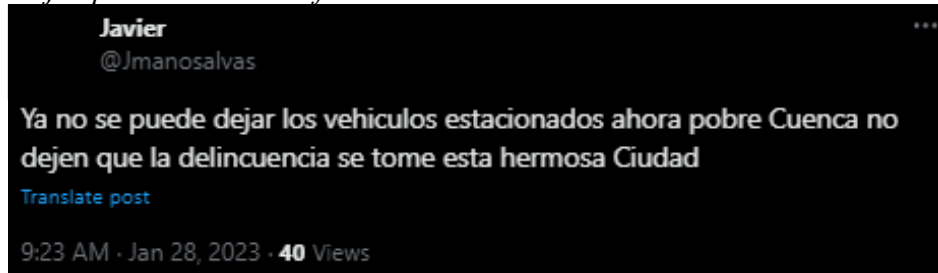 Javier
@Jmanosalvas
Ya no se puede dejar los vehiculos estacionados ahora pobre Cuenca no
dejen que la delincuencia se tome esta hermosa Ciudad
Translate post
9:23 AM · Jan 28, 2023 · 40 Views